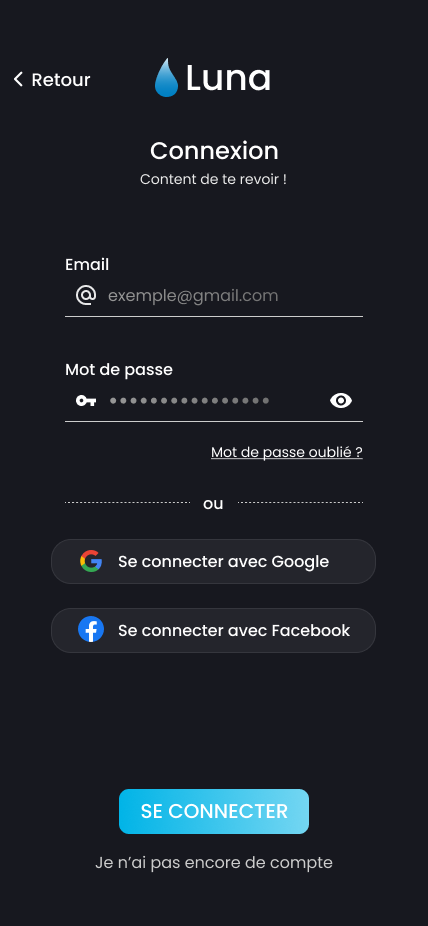 Retour
Luna
Connexion
Content de te revoir !
Email
exemple@gmail.com
Mot de passe
Mot de passe oublié ?
ou
Se connecter avec Google
Se connecter avec Facebook
SE CONNECTER
Je n’ai pas encore de compte